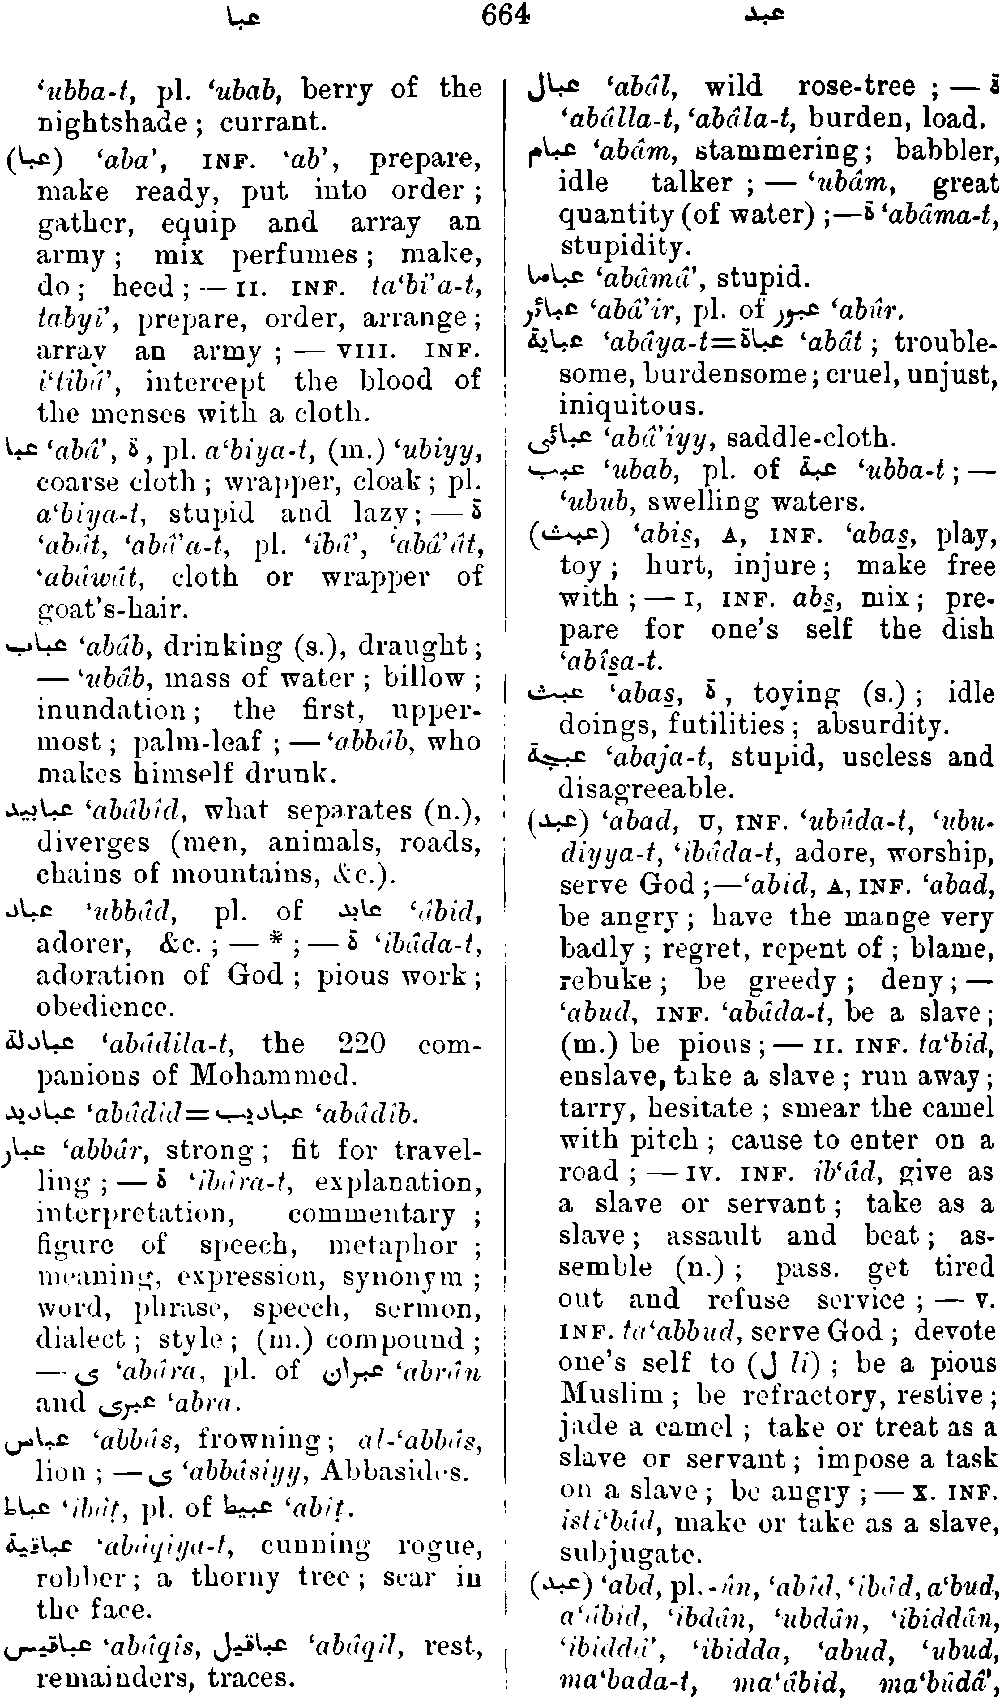 عبا 664 عبد
‘ubba-t, pl. ‘ubab, berry of the
nightshade ; currant.
(عبا) ‘aba’, INF. ‘ab’, prepare,
make ready, put into order ;
gather, equip and array an
army ; mix perfumes ; make,
do ; heed ; — II. INF. ta‘bi’a-t,
tabyi’, prepare, order, arrange ;
array an army ; — VIII. INF.
i‘tibâ’, intercept the blood of
the menses with a cloth.
عبا ‘abâ’, ة, pl. a‘biya-t, (m.) ‘ubiyy,
coarse cloth ; wrapper, cloak ; pl.
a‘biya-t, stupid and lazy ; — ة
‘abât, ‘abâ’a-t, pl. ‘ibâ’, ‘abâ’ât,
‘abâwât, cloth or wrapper of
goat's-hair.
عباب ‘abâb, drinking (s.), draught ;
— ‘ubâb, mass of water ; billow ;
inundation ; the first, upper-
most ; palm-leaf ; — ‘abbâb, who
makes himself drunk.
عبابيد ‘abâbîd, what separates (n.),
diverges (men, animals, roads,
chains of mountains, &c.).
عباد ‘ubbâd, pl. of عابد ‘âbid,
adorer, &c. ; — * ; — ة ‘ibâda-t,
adoration of God ; pious work ;
obedience.
عبادلة ‘abâdila-t, the 220 com-
panions of Mohammed.
عباديد ‘abâdîd=عباديب ‘abâdîb.
عبار ‘abbâr, strong ; fit for travel-
ling ; — ة ‘ibâra-t, explanation,
interpretation, commentary ;
figure of speech, metaphor ;
meaning, expression, synonym ;
word, phrase, speech, sermon,
dialect ; style ; (m.) compound ;
— ى ‘abâra, pl. of عبران ‘abrân
and عبرى ‘abra.
عباس ‘abbâs, frowning ; al-‘abbâs,
lion ; — ى ‘abbâsiyy, Abbasides.
عباط ‘ibâṭ, pl. of عبيط ‘abîṭ.
عباقية ‘abâqiya-t, cunning rogue,
robber ; a thorny tree ; scar in
the face.
عباقيس ‘abâqîs, عباقيل ‘abâqîl, rest,
remainders, traces.
عبال ‘abâl, wild rose-tree ; — ة
‘abâlla-t, ‘abâla-t, burden, load.
عبام ‘abâm, stammering ; babbler,
idle talker ; — ‘ubâm, great
quantity (of water) ;—ة ‘abâma-t,
stupidity.
عباما ‘abâmâ’, stupid.
عبائر ‘abâ’ir, pl. of عبور ‘abûr.
عباية ‘abâya-t=عباة ‘abât ; trouble-
some, burdensome ; cruel, unjust,
iniquitous.
عبائى ‘abâ’iyy, saddle-cloth.
عبب ‘ubab, pl. of عبة ‘ubba-t ; —
‘ubub, swelling waters.
(عبث) ‘abis̱, A, INF. ‘abas̱, play,
toy ; hurt, injure ; make free
with ; — I, INF. abs̱, mix ; pre-
pare for one's self the dish
‘abîs̱a-t.
عبث ‘abas̱, ة, toying (s.) ; idle
doings, futilities ; absurdity.
عبجة ‘abaja-t, stupid, useless and
disagreeable.
(عبد) ‘abad, U, INF. ‘ubûda-t, ‘ubu-
diyya-t, ‘ibâda-t, adore, worship,
serve God ;—‘abid, A, INF. ‘abad,
be angry ; have the mange very
badly ; regret, repent of ; blame,
rebuke ; be greedy ; deny ; —
‘abud, INF. ‘abâda-t, be a slave ;
(m.) be pious ; — II. INF. ta‘bîd,
enslave, take a slave ; run away ;
tarry, hesitate ; smear the camel
with pitch ; cause to enter on a
road ; — IV. INF. ib‘âd, give as
a slave or servant ; take as a
slave ; assault and beat ; as-
semble (n.) ; pass. get tired
out and refuse service ; — V.
INF. ta‘abbud, serve God ; devote
one's self to (ل li) ; be a pious
Muslim ; be refractory, restive ;
jade a camel ; take or treat as a
slave or servant ; impose a task
on a slave ; be angry ; — X. INF.
isti‘bâd, make or take as a slave,
subjugate.
(عبد) ‘abd, pl. -ûn, ‘abîd, ‘ibâd, a‘bud,
a‘âbid, ‘ibdân, ‘ubdân, ‘ibiddân,
‘ibiddâ’, ‘ibidda, ‘abud, ‘ubud,
ma‘bada-t, ma‘âbid, ma‘bûdâ’,